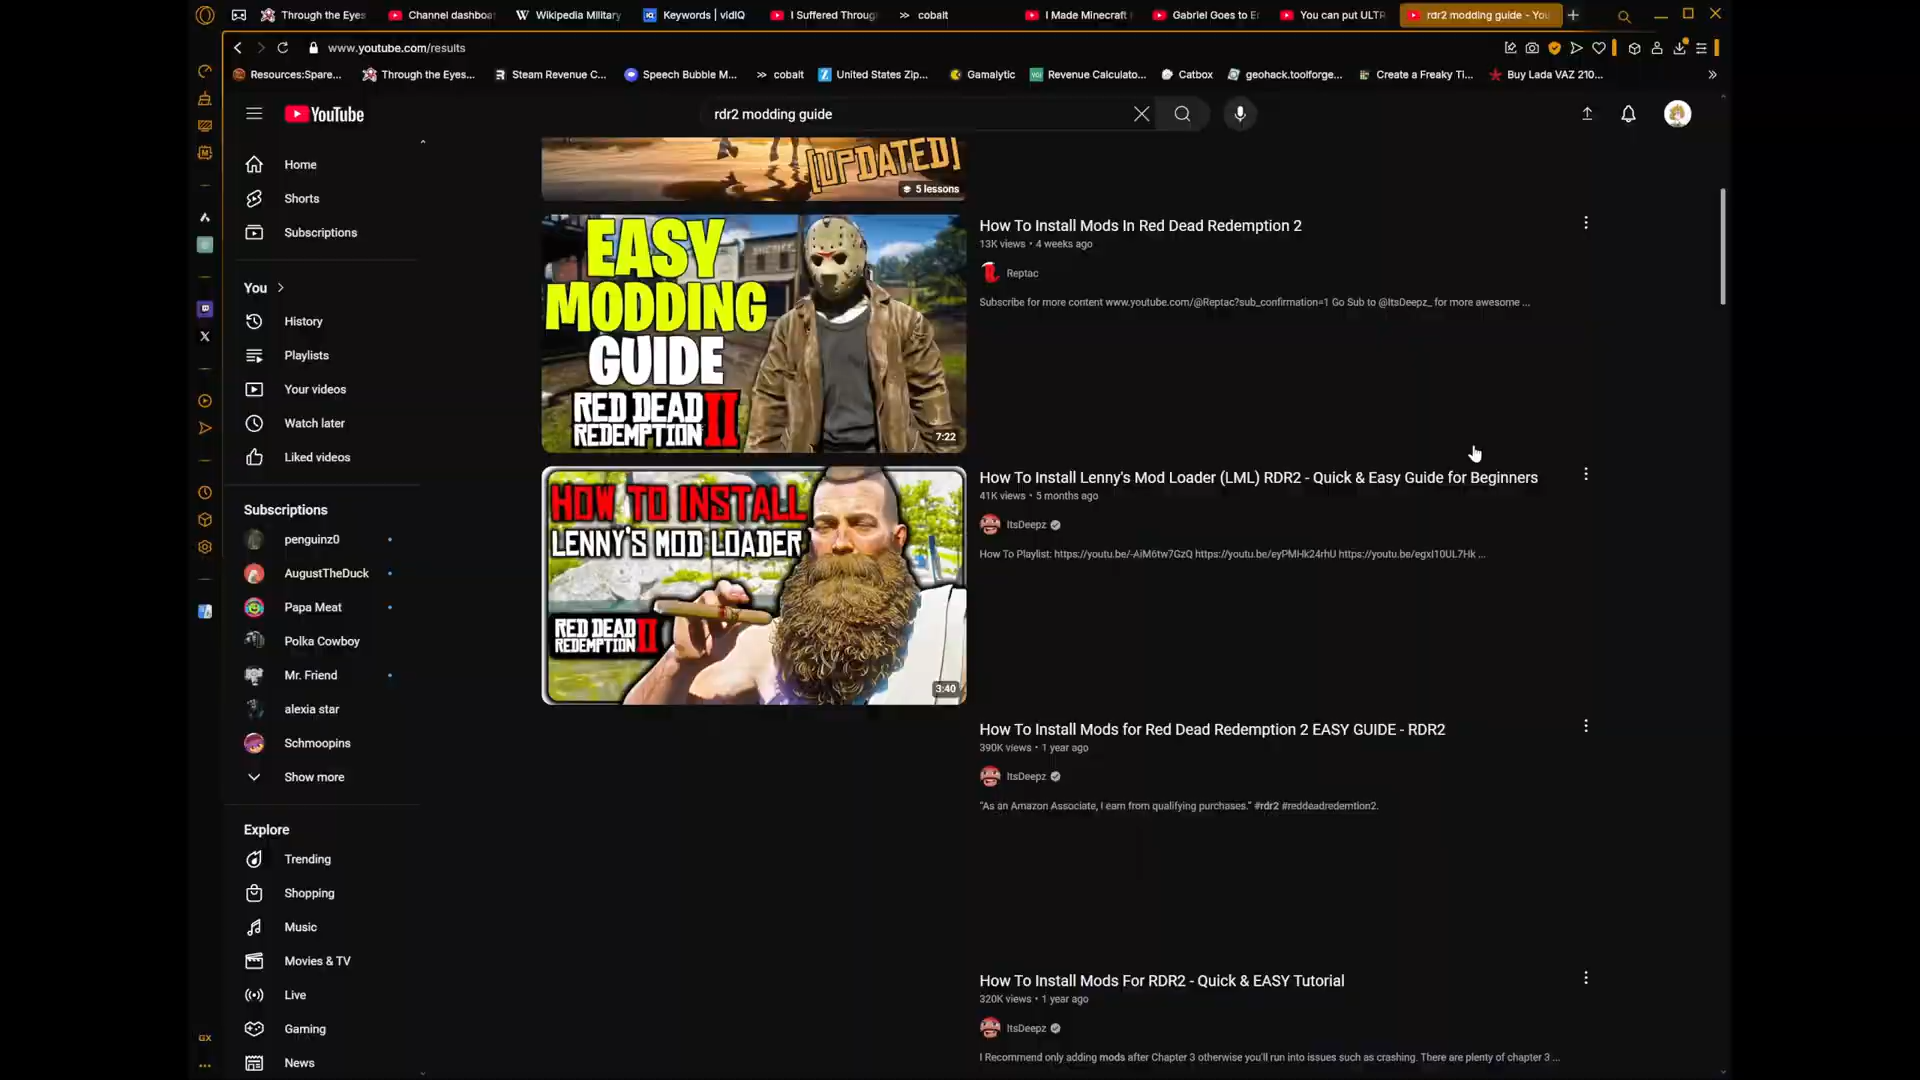 Through the Eyes
Channel dashboa
Wikipedia Military
Keywords | vidIQ
I Suffered Throug
cobalt
I Made Minecraft
Gabriel Goes to E
You can put ULTR
rdr2 modding guide - You
www.youtube.com/results
Resources:Spare...
Through the Eyes...
Steam Revenue C...
Speech Bubble M...
cobalt
United States Zip...
Gamalytic
Revenue Calculato...
Catbox
geohack.toolforge...
Create a Freaky Ti...
Buy Lada VAZ 210...
YouTube
rdr2 modding guide
Home
Shorts
Subscriptions
You
History
Playlists
Your videos
Watch later
Liked videos
Subscriptions
penguinz0
AugustTheDuck
Papa Meat
Polka Cowboy
Mr. Friend
alexia star
Schmoopins
Show more
Explore
Trending
Shopping
Music
Movies & TV
Live
Gaming
News
GX
[UPDATED]
5 lessons
EASY
MODDING
GUIDE
RED DEAD
REDEMPTION II
7:22
How To Install Mods In Red Dead Redemption 2
13K views • 4 weeks ago
Reptac
Subscribe for more content www.youtube.com/@Reptac?sub_confirmation=1 Go Sub to @ItsDeepz_ for more awesome ...
HOW TO INSTALL
LENNY'S MOD LOADER
RED DEAD
REDEMPTION II
3:40
How To Install Lenny's Mod Loader (LML) RDR2 - Quick & Easy Guide for Beginners
41K views • 5 months ago
ItsDeepz
How To Playlist: https://youtu.be/-AiM6tw7GzQ https://youtu.be/eyPMHk24rhU https://youtu.be/egxI10UL7Hk ...
How To Install Mods for Red Dead Redemption 2 EASY GUIDE - RDR2
390K views • 1 year ago
ItsDeepz
"As an Amazon Associate, I earn from qualifying purchases." #rdr2 #reddeadredemtion2.
How To Install Mods For RDR2 - Quick & EASY Tutorial
320K views • 1 year ago
ItsDeepz
I Recommend only adding mods after Chapter 3 otherwise you'll run into issues such as crashing. There are plenty of chapter 3 ...